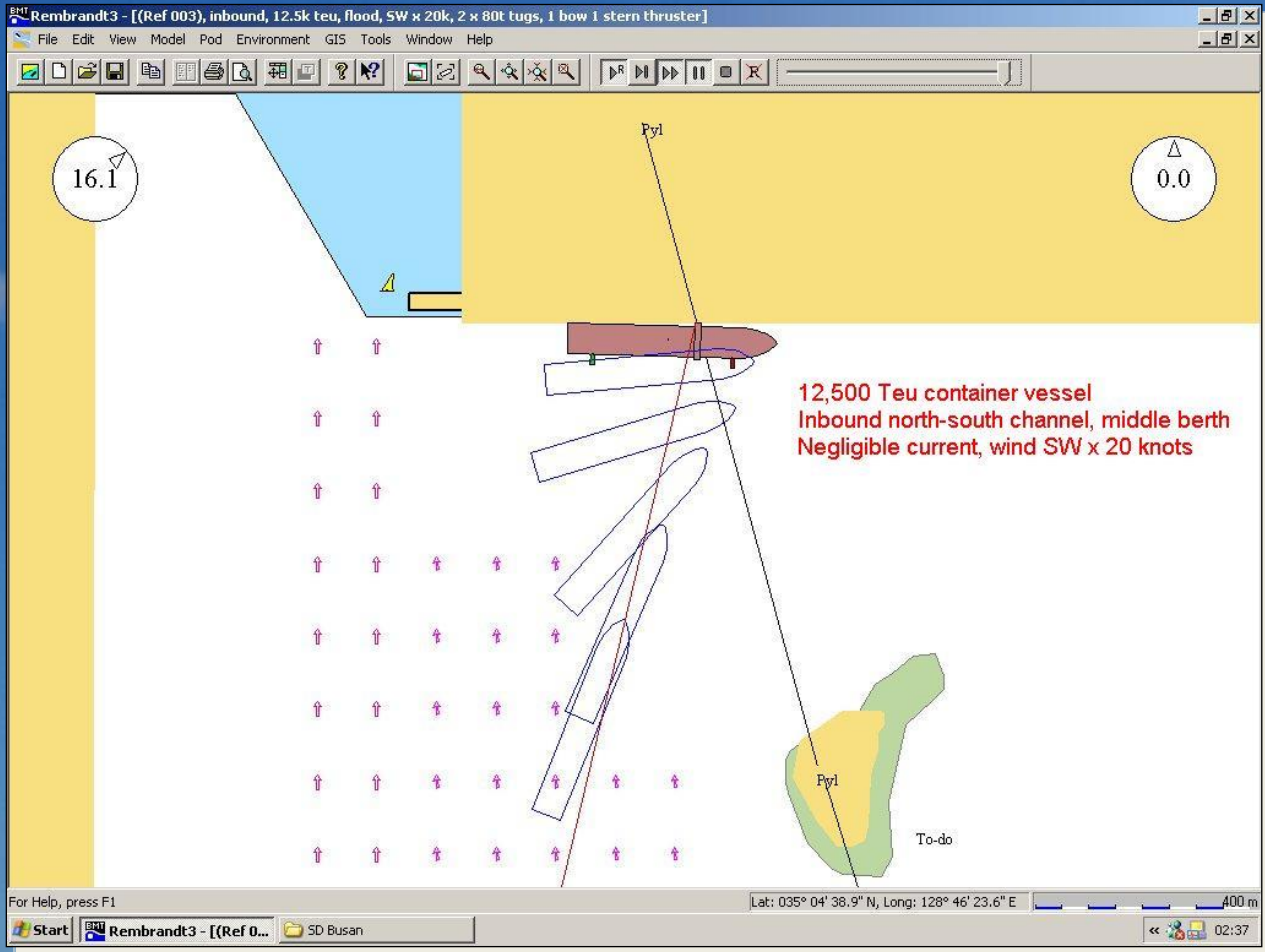 Rembrandt3 - [(Ref 003), inbound, 12.5k teu, flood, SW x 20k, 2 x 80t tugs, 1 bow 1 stern thruster]
File Edit View Model Pod Environment GIS Tools Window Help
Pyl
16.1
0.0
12,500 Teu container vessel
Inbound north-south channel, middle berth
Negligible current, wind SW x 20 knots
Pyl
To-do
For Help, press F1
Lat: 035° 04' 38.9" N, Long: 128° 46' 23.6" E
400 m
Start
Rembrandt3 - [(Ref 0...
SD Busan
02:37